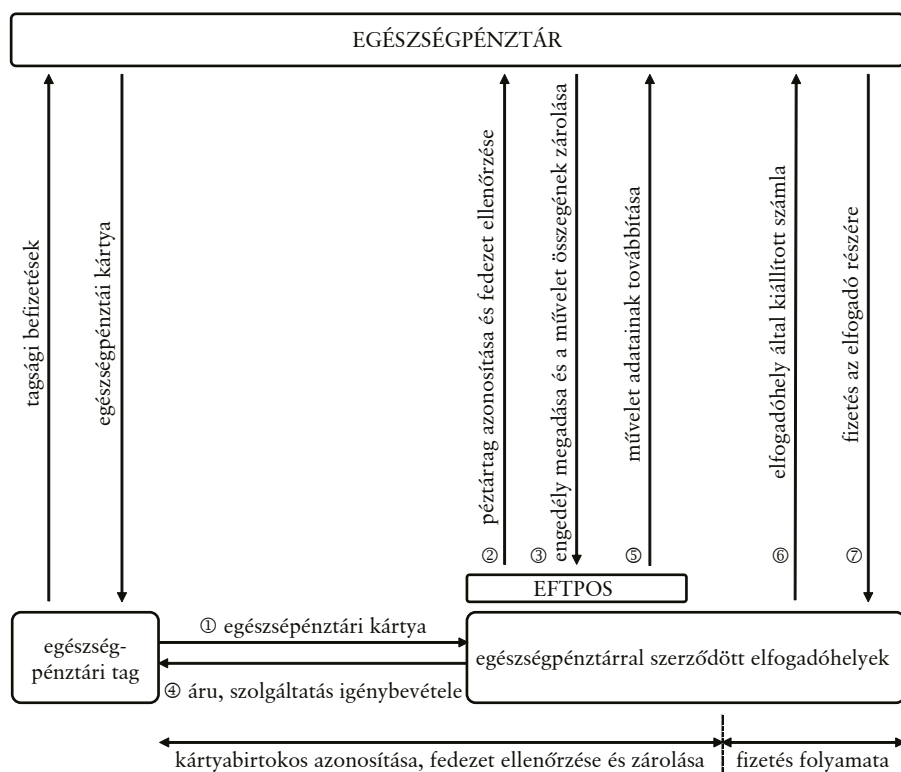 EGÉSZSÉGPÉNZTÁR
tagsági befizetések
egészségpénztái kártya
péztártag azonosítása és fedezet ellenőrzése
engedély megadása és a művelet összegének zárolása
művelet adatainak továbbítása
elfogadóhely által kiállított számla
fizetés az elfogadó részére
② ③ ⑤ ⑥ ⑦
EFTPOS
egészség-
pénztári tag
① egészsépénztári kártya
④ áru, szolgáltatás igénybevétele
egészségpénztárral szerződött elfogadóhelyek
kártyabirtokos azonosítása, fedezet ellenőrzése és zárolása
fizetés folyamata